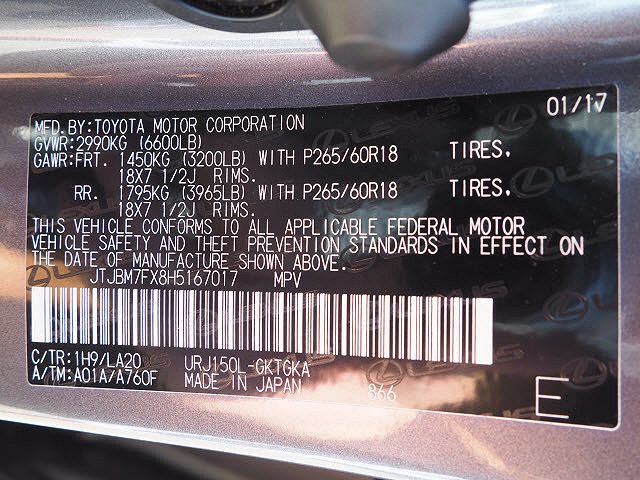 01/17
MFD.BY:TOYOTA MOTOR CORPORATION
GVWR:2990KG (6600LB)
GAWR:FRT. 1450KG (3200LB) WITH P265/60R18 TIRES,
18X7 1/2J RIMS.
RR. 1795KG (3965LB) WITH P265/60R18 TIRES,
18X7 1/2J RIMS.
THIS VEHICLE CONFORMS TO ALL APPLICABLE FEDERAL MOTOR
VEHICLE SAFETY AND THEFT PREVENTION STANDARDS IN EFFECT ON
THE DATE OF MANUFACTURE SHOWN ABOVE.
JTJBM7FX8H5167017 MPV
C/TR:1H9/LA20 URJ150L-GKTGKA
A/TM:A01A/A760F MADE IN JAPAN 866
E